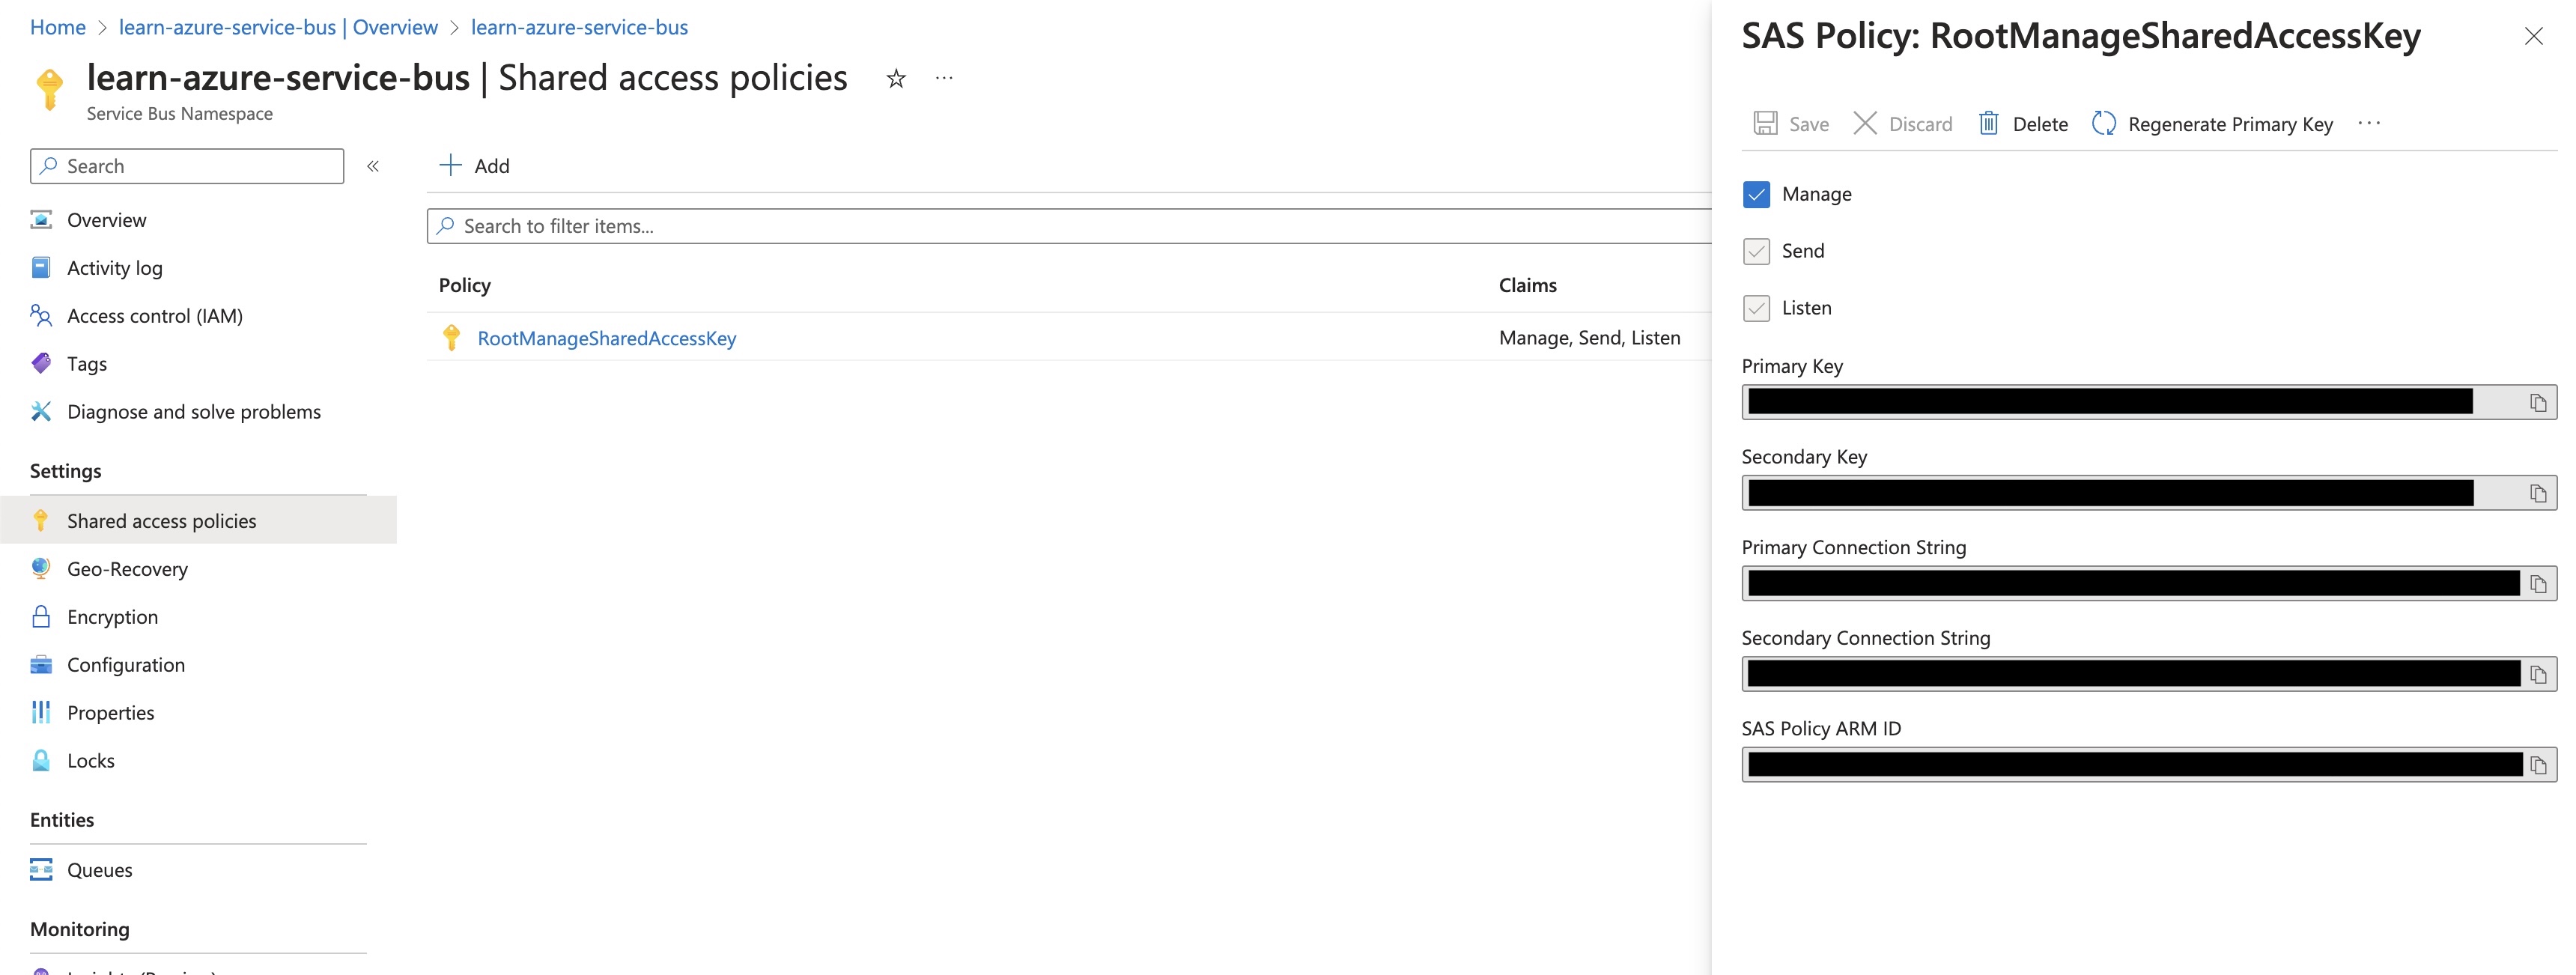 Home > learn-azure-service-bus | Overview > learn-azure-service-bus
learn-azure-service-bus | Shared access policies
Service Bus Namespace
Search
Overview
Activity log
Access control (IAM)
Tags
Diagnose and solve problems
Settings
Shared access policies
Geo-Recovery
Encryption
Configuration
Properties
Locks
Entities
Queues
Monitoring
Add
Search to filter items...
Policy Claims
RootManageSharedAccessKey Manage, Send, Listen
SAS Policy: RootManageSharedAccessKey
Save Discard Delete Regenerate Primary Key
Manage
Send
Listen
Primary Key
Secondary Key
Primary Connection String
Secondary Connection String
SAS Policy ARM ID